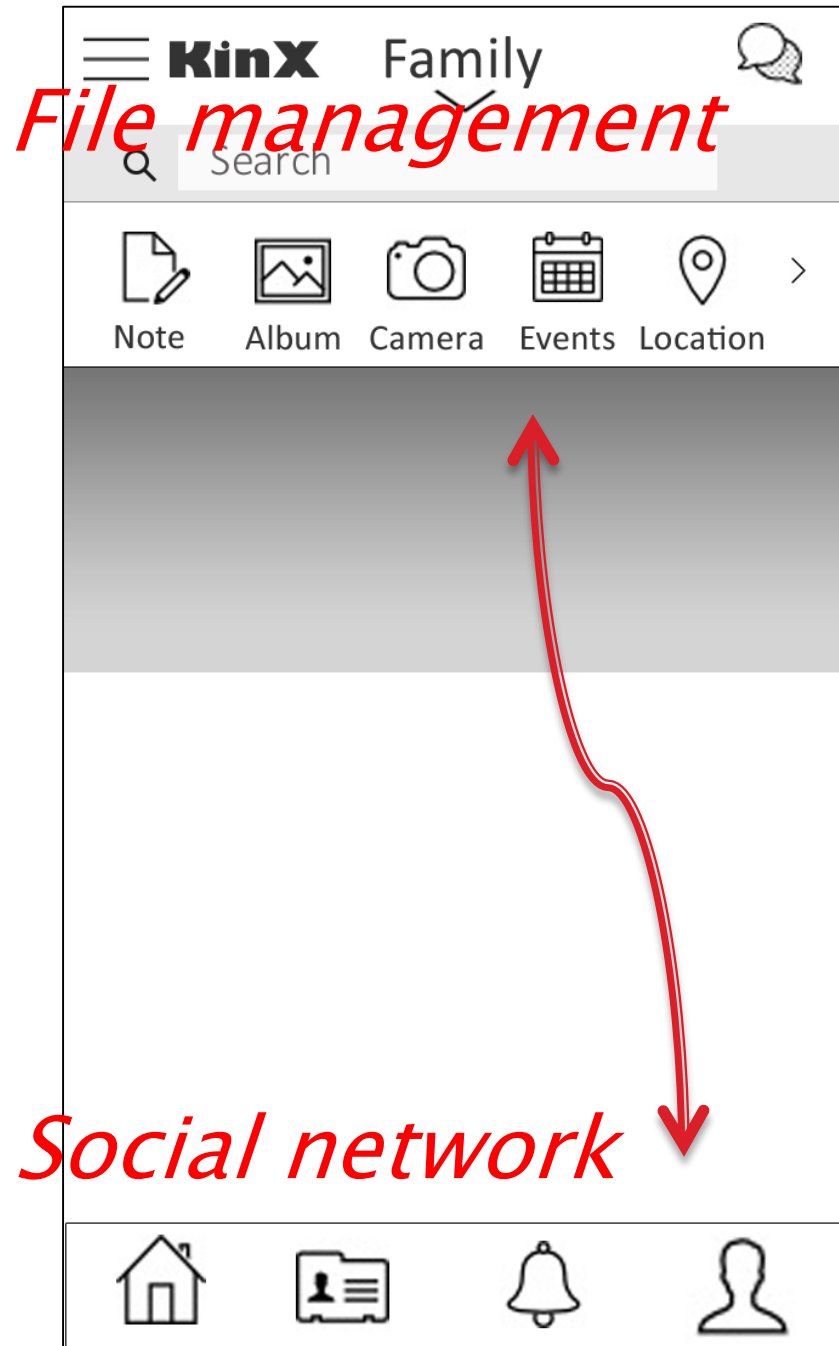 KinX Family
File management
Search
Note Album Camera Events Location
Social network